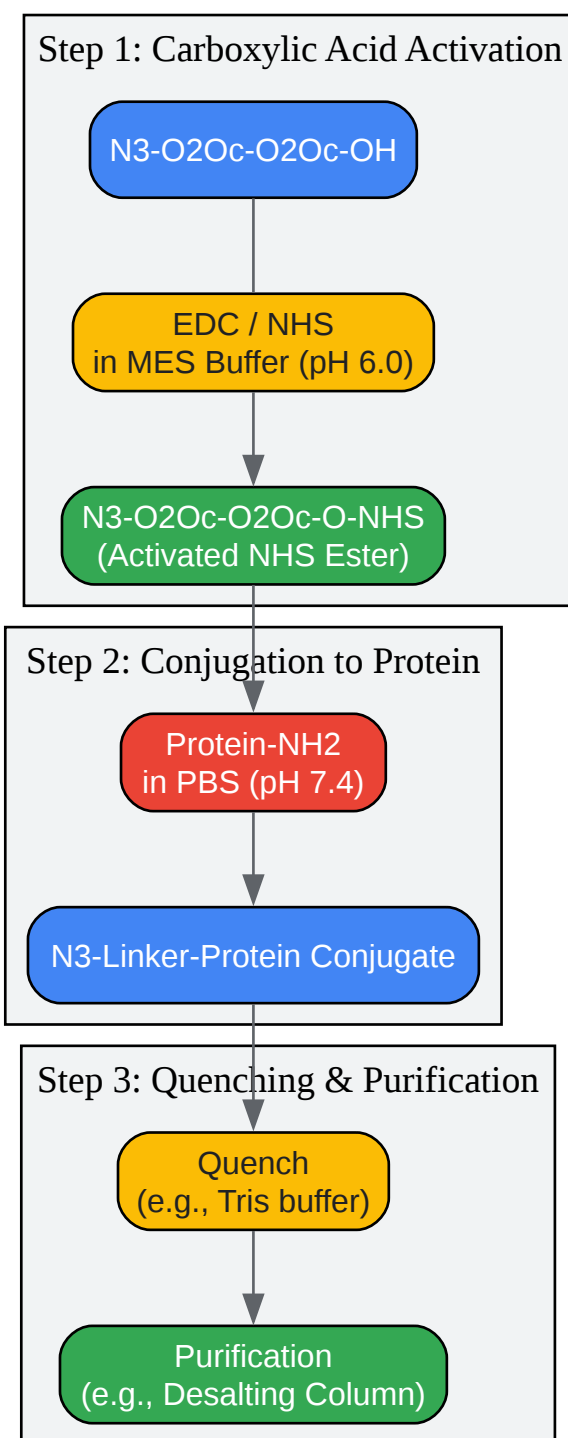 Step 1: Carboxylic Acid Activation
N3-O2Oc-O2Oc-OH
EDC / NHS
in MES Buffer (pH 6.0)
N3-O2Oc-O2Oc-O-NHS
(Activated NHS Ester)
Step 2: Conjugation to Protein
Protein-NH2
in PBS (pH 7.4)
N3-Linker-Protein Conjugate
Step 3: Quenching & Purification
Quench
(e.g., Tris buffer)
Purification
(e.g., Desalting Column)